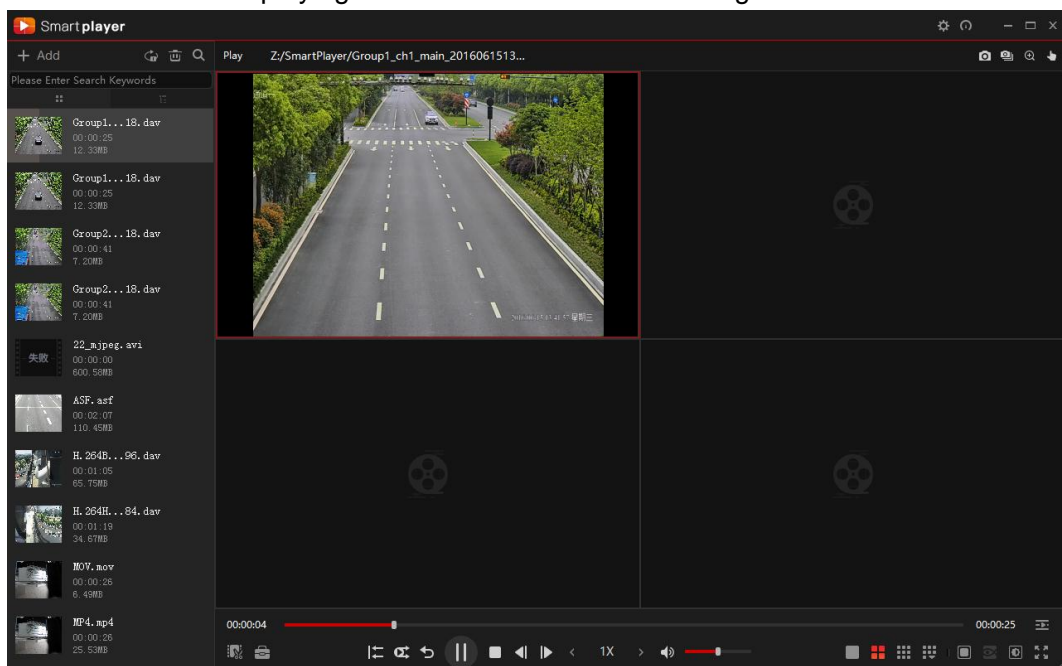 Smart player
+ Add
Play Z:/SmartPlayer/Group1_ch1_main_2016061513...
Please Enter Search Keywords
Group1...18.dav
00:00:25
12.33MB
Group1...18.dav
00:00:25
12.33MB
Group2...18.dav
00:00:41
7.20MB
Group2...18.dav
00:00:41
7.20MB
失败
22_mjpeg.avi
00:00:00
600.58MB
ASF.asf
00:02:07
110.45MB
H.264B...96.dav
00:01:05
65.75MB
H.264H...84.dav
00:01:19
34.67MB
MOV.mov
00:00:26
6.49MB
MP4.mp4
00:00:26
25.53MB
星期三
00:00:04
00:00:25
1X